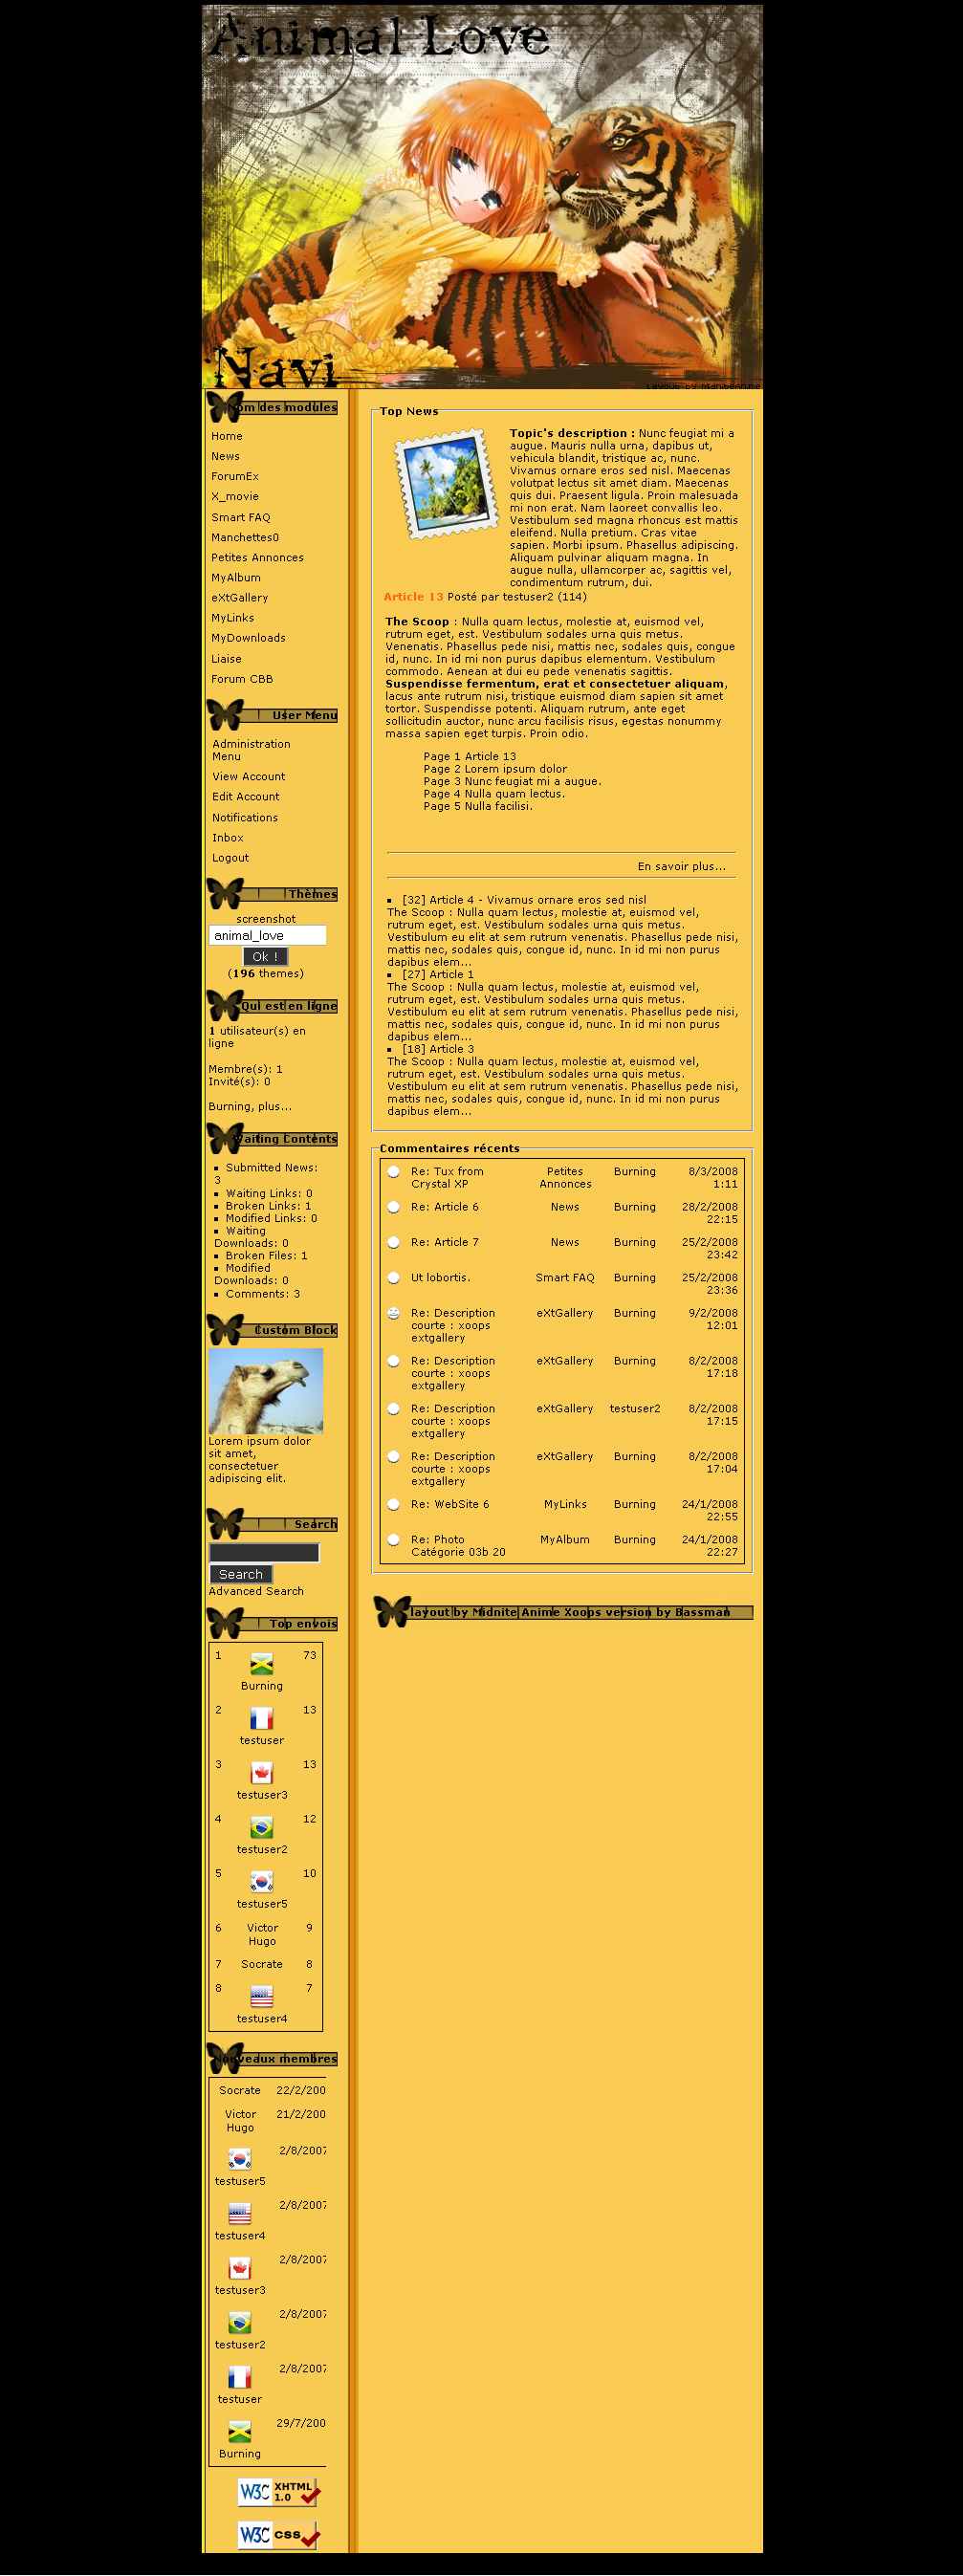 Animal Love
Navi
Layout by MidniteAnime
Nom des modules
Home
News
ForumEx
X_movie
Smart FAQ
Manchettes0
Petites Annonces
MyAlbum
eXtGallery
MyLinks
MyDownloads
Liaise
Forum CBB
User Menu
Administration
Menu
View Account
Edit Account
Notifications
Inbox
Logout
Thèmes
screenshot
animal_love
Ok !
(196 themes)
Qui est en ligne
1 utilisateur(s) en
ligne
Membre(s): 1
Invité(s): 0
Burning, plus...
Waiting Contents
Submitted News:
3
Waiting Links: 0
Broken Links: 1
Modified Links: 0
Waiting
Downloads: 0
Broken Files: 1
Modified
Downloads: 0
Comments: 3
Custom Block
Lorem ipsum dolor
sit amet,
consectetuer
adipiscing elit.
Search
Search
Advanced Search
Top envois
1 73
Burning
2 13
testuser
3 13
testuser3
4 12
testuser2
5 10
testuser5
6 Victor 9
Hugo
7 Socrate 8
8 7
testuser4
Nouveaux membres
Socrate 22/2/200
Victor 21/2/200
Hugo
2/8/2007
testuser5
2/8/2007
testuser4
2/8/2007
testuser3
2/8/2007
testuser2
2/8/2007
testuser
29/7/200
Burning
W3C XHTML
1.0
W3C css
Top News
Topic's description : Nunc feugiat mi a
augue. Mauris nulla urna, dapibus ut,
vehicula blandit, tristique ac, nunc.
Vivamus ornare eros sed nisl. Maecenas
volutpat lectus sit amet diam. Maecenas
quis dui. Praesent ligula. Proin malesuada
mi non erat. Nam laoreet convallis leo.
Vestibulum sed magna rhoncus est mattis
eleifend. Nulla pretium. Cras vitae
sapien. Morbi ipsum. Phasellus adipiscing.
Aliquam pulvinar aliquam magna. In
augue nulla, ullamcorper ac, sagittis vel,
condimentum rutrum, dui.
Article 13 Posté par testuser2 (114)
The Scoop : Nulla quam lectus, molestie at, euismod vel,
rutrum eget, est. Vestibulum sodales urna quis metus.
Venenatis. Phasellus pede nisi, mattis nec, sodales quis, congue
id, nunc. In id mi non purus dapibus elementum. Vestibulum
commodo. Aenean at dui eu pede venenatis sagittis.
Suspendisse fermentum, erat et consectetuer aliquam,
lacus ante rutrum nisi, tristique euismod diam sapien sit amet
tortor. Suspendisse potenti. Aliquam rutrum, ante eget
sollicitudin auctor, nunc arcu facilisis risus, egestas nonummy
massa sapien eget turpis. Proin odio.
Page 1 Article 13
Page 2 Lorem ipsum dolor
Page 3 Nunc feugiat mi a augue.
Page 4 Nulla quam lectus.
Page 5 Nulla facilisi.
En savoir plus...
[32] Article 4 - Vivamus ornare eros sed nisl
The Scoop : Nulla quam lectus, molestie at, euismod vel,
rutrum eget, est. Vestibulum sodales urna quis metus.
Vestibulum eu elit at sem rutrum venenatis. Phasellus pede nisi,
mattis nec, sodales quis, congue id, nunc. In id mi non purus
dapibus elem...
[27] Article 1
The Scoop : Nulla quam lectus, molestie at, euismod vel,
rutrum eget, est. Vestibulum sodales urna quis metus.
Vestibulum eu elit at sem rutrum venenatis. Phasellus pede nisi,
mattis nec, sodales quis, congue id, nunc. In id mi non purus
dapibus elem...
[18] Article 3
The Scoop : Nulla quam lectus, molestie at, euismod vel,
rutrum eget, est. Vestibulum sodales urna quis metus.
Vestibulum eu elit at sem rutrum venenatis. Phasellus pede nisi,
mattis nec, sodales quis, congue id, nunc. In id mi non purus
dapibus elem...
Commentaires récents
Re: Tux from Petites Burning 8/3/2008
Crystal XP Annonces 1:11
Re: Article 6 News Burning 28/2/2008
22:15
Re: Article 7 News Burning 25/2/2008
23:42
Ut lobortis. Smart FAQ Burning 25/2/2008
23:36
Re: Description eXtGallery Burning 9/2/2008
courte : xoops 12:01
extgallery
Re: Description eXtGallery Burning 8/2/2008
courte : xoops 17:18
extgallery
Re: Description eXtGallery testuser2 8/2/2008
courte : xoops 17:15
extgallery
Re: Description eXtGallery Burning 8/2/2008
courte : xoops 17:04
extgallery
Re: WebSite 6 MyLinks Burning 24/1/2008
22:55
Re: Photo MyAlbum Burning 24/1/2008
Catégorie 03b 20 22:27
layout by Midnite Anime Xoops version by Bassman